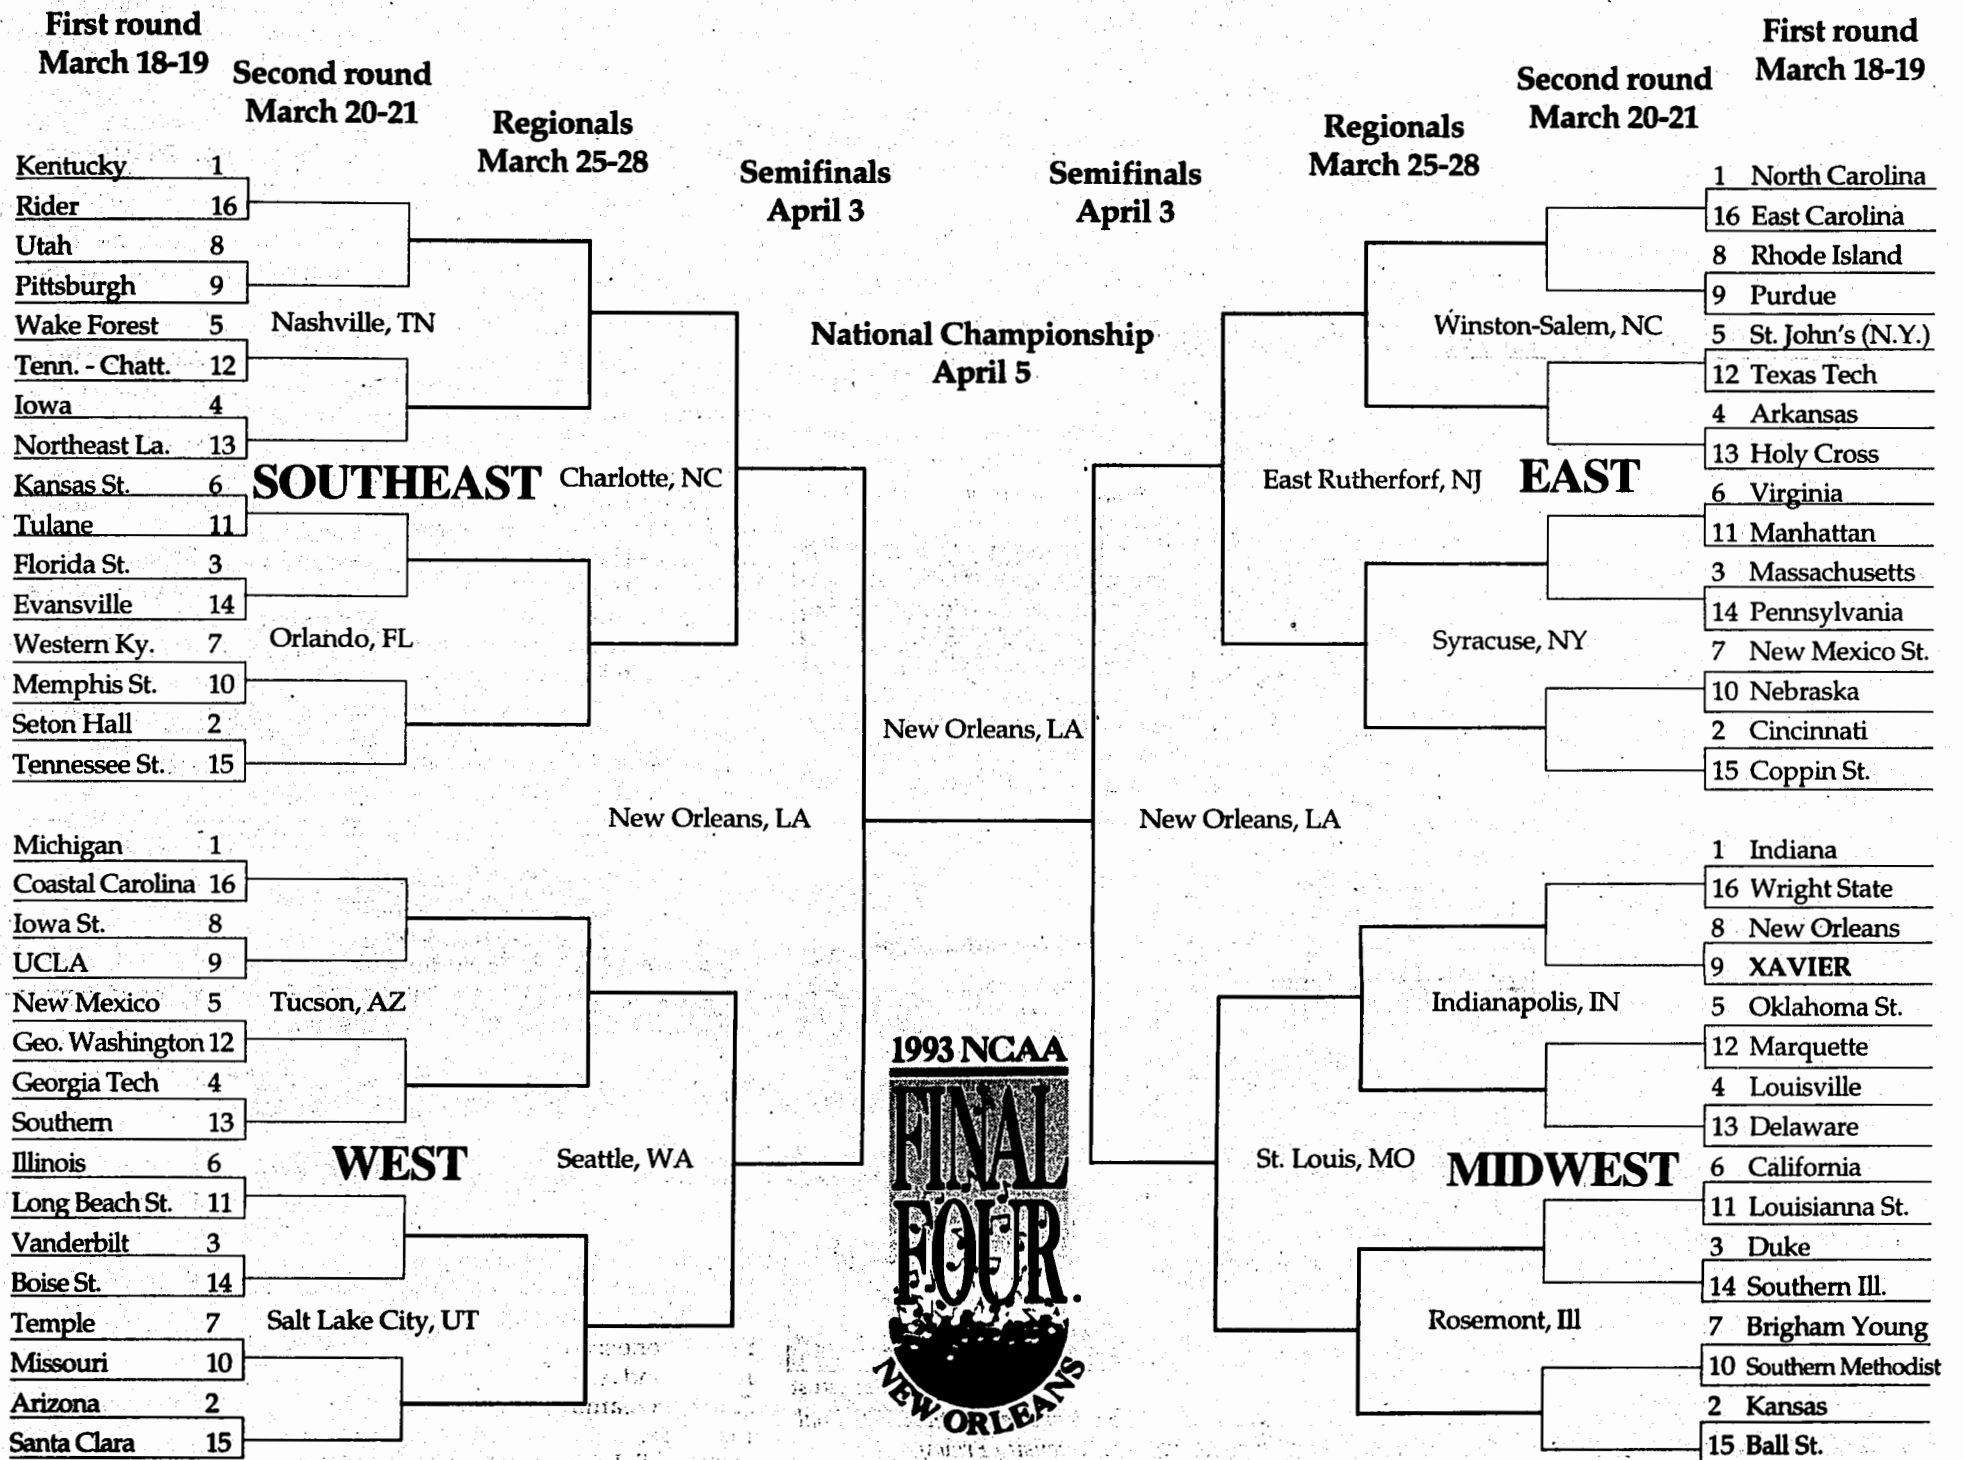 First round
March 18-19
Second round
March 20-21
Regionals
March 25-28
Semifinals
April 3
Semifinals
April 3
Regionals
March 25-28
Second round
March 20-21
First round
March 18-19
National Championship
April 5
Kentucky 1
Rider 16
Utah 8
Pittsburgh 9
Wake Forest 5
Nashville, TN
Tenn. - Chatt. 12
Iowa 4
Northeast La. 13
Kansas St. 6
SOUTHEAST
Charlotte, NC
Tulane 11
Florida St. 3
Evansville 14
Western Ky. 7
Orlando, FL
Memphis St. 10
Seton Hall 2
Tennessee St. 15
New Orleans, LA
Michigan 1
Coastal Carolina 16
Iowa St. 8
UCLA 9
New Mexico 5
Tucson, AZ
Geo. Washington 12
Georgia Tech 4
Southern 13
Illinois 6
WEST
Seattle, WA
Long Beach St. 11
Vanderbilt 3
Boise St. 14
Temple 7
Salt Lake City, UT
Missouri 10
Arizona 2
Santa Clara 15
New Orleans, LA
1993 NCAA
FINAL
FOUR
NEW ORLEANS
1 North Carolina
16 East Carolina
8 Rhode Island
9 Purdue
Winston-Salem, NC
5 St. John's (N.Y.)
12 Texas Tech
4 Arkansas
13 Holy Cross
East Rutherforf, NJ
EAST
6 Virginia
11 Manhattan
3 Massachusetts
14 Pennsylvania
Syracuse, NY
7 New Mexico St.
10 Nebraska
2 Cincinnati
15 Coppin St.
New Orleans, LA
1 Indiana
16 Wright State
8 New Orleans
9 XAVIER
Indianapolis, IN
5 Oklahoma St.
12 Marquette
4 Louisville
13 Delaware
St. Louis, MO
MIDWEST
6 California
11 Louisianna St.
3 Duke
14 Southern Ill.
Rosemont, Ill
7 Brigham Young
10 Southern Methodist
2 Kansas
15 Ball St.